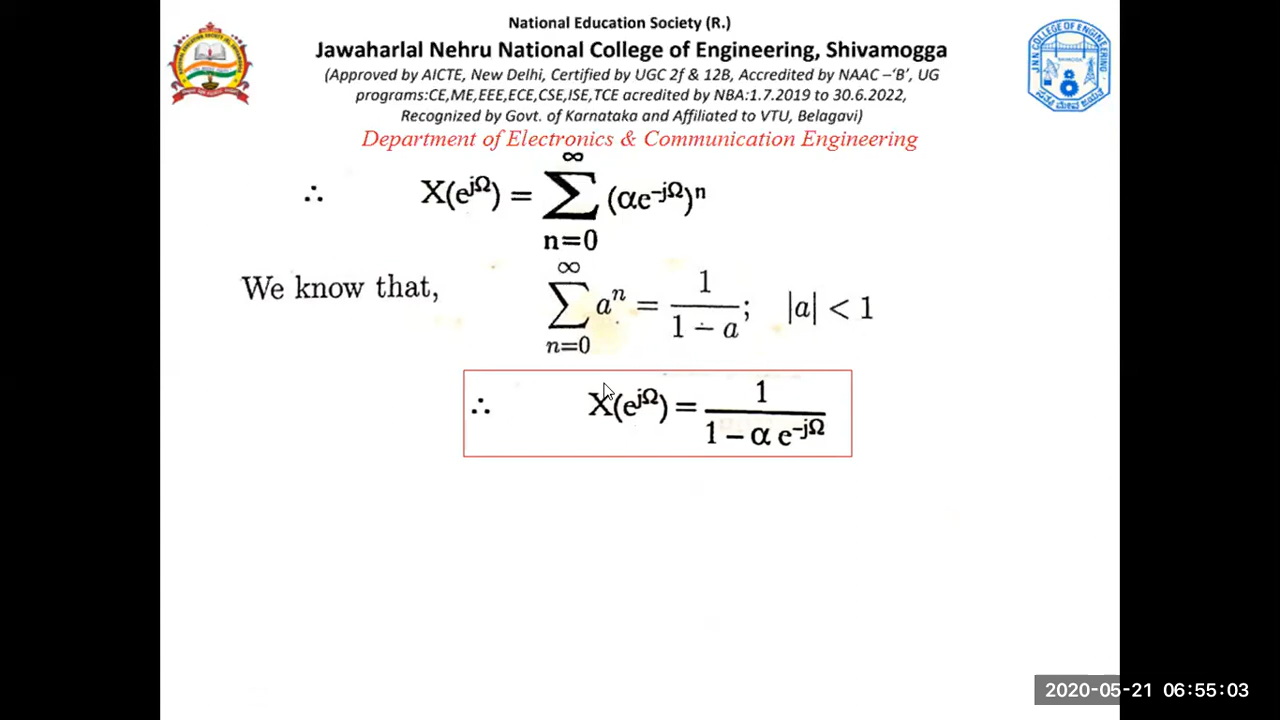 National Education Society (R.)
Jawaharlal Nehru National College of Engineering, Shivamogga
(Approved by AICTE, New Delhi, Certified by UGC 2f & 12B, Accredited by NAAC –‘B’, UG
programs:CE,ME,EEE,ECE,CSE,ISE,TCE acredited by NBA:1.7.2019 to 30.6.2022,
Recognized by Govt. of Karnataka and Affiliated to VTU, Belagavi)
Department of Electronics & Communication Engineering
∴ X(e^{jΩ}) = ∑_{n=0}^{∞} (αe^{–jΩ})^n
We know that, ∑_{n=0}^{∞} a^n = 1/(1 − a); |a| < 1
∴ X(e^{jΩ}) = 1/(1 – α e^{–jΩ})
2020-05-21 06:55:03